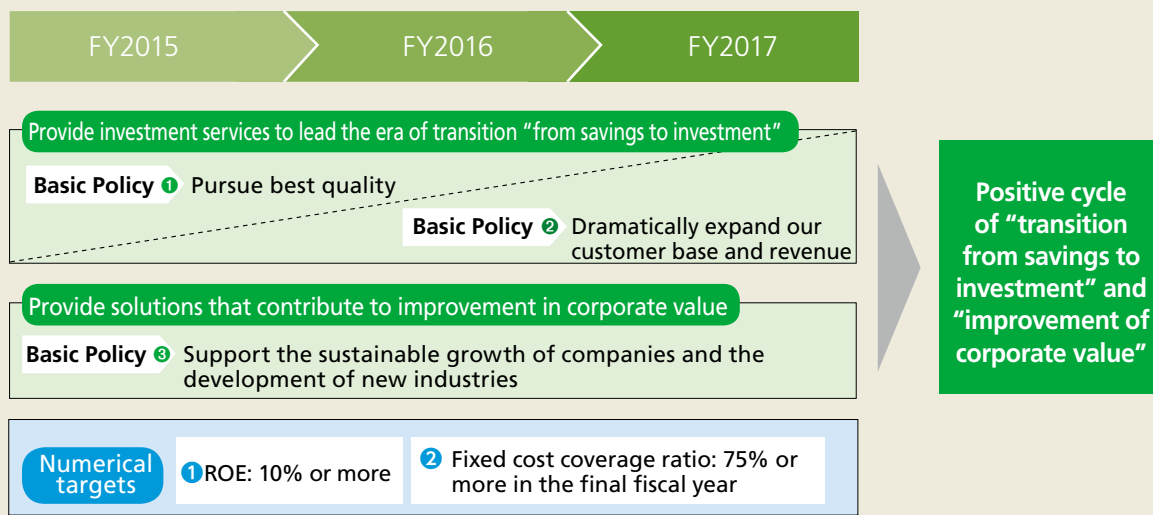 FY2015
FY2016
FY2017
Provide investment services to lead the era of transition “from savings to investment”
Basic Policy ❶ Pursue best quality
Basic Policy ❷ Dramatically expand our
customer base and revenue
Provide solutions that contribute to improvement in corporate value
Basic Policy ❸ Support the sustainable growth of companies and the
development of new industries
Numerical
targets
❶ROE: 10% or more
❷ Fixed cost coverage ratio: 75% or
more in the final fiscal year
Positive cycle
of “transition
from savings to
investment” and
“improvement of
corporate value”